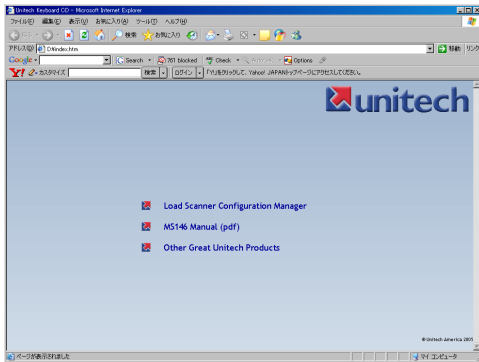 Unitech Keyboard CD - Microsoft Internet Explorer
ファイル(F) 編集(E) 表示(V) お気に入り(A) ツール(T) ヘルプ(H)
戻る 検索 お気に入り
アドレス(D) D:¥index.htm 移動 リンク
Google Search 761 blocked Check AutoLink Options
Y! カスタマイズ 検索 ログイン 「Y!」を押して、Yahoo! JAPANトップページにアクセスしてください。
unitech
Load Scanner Configuration Manager
MS146 Manual (pdf)
Other Great Unitech Products
©Unitech America 2005
ページが表示されました マイ コンピュータ